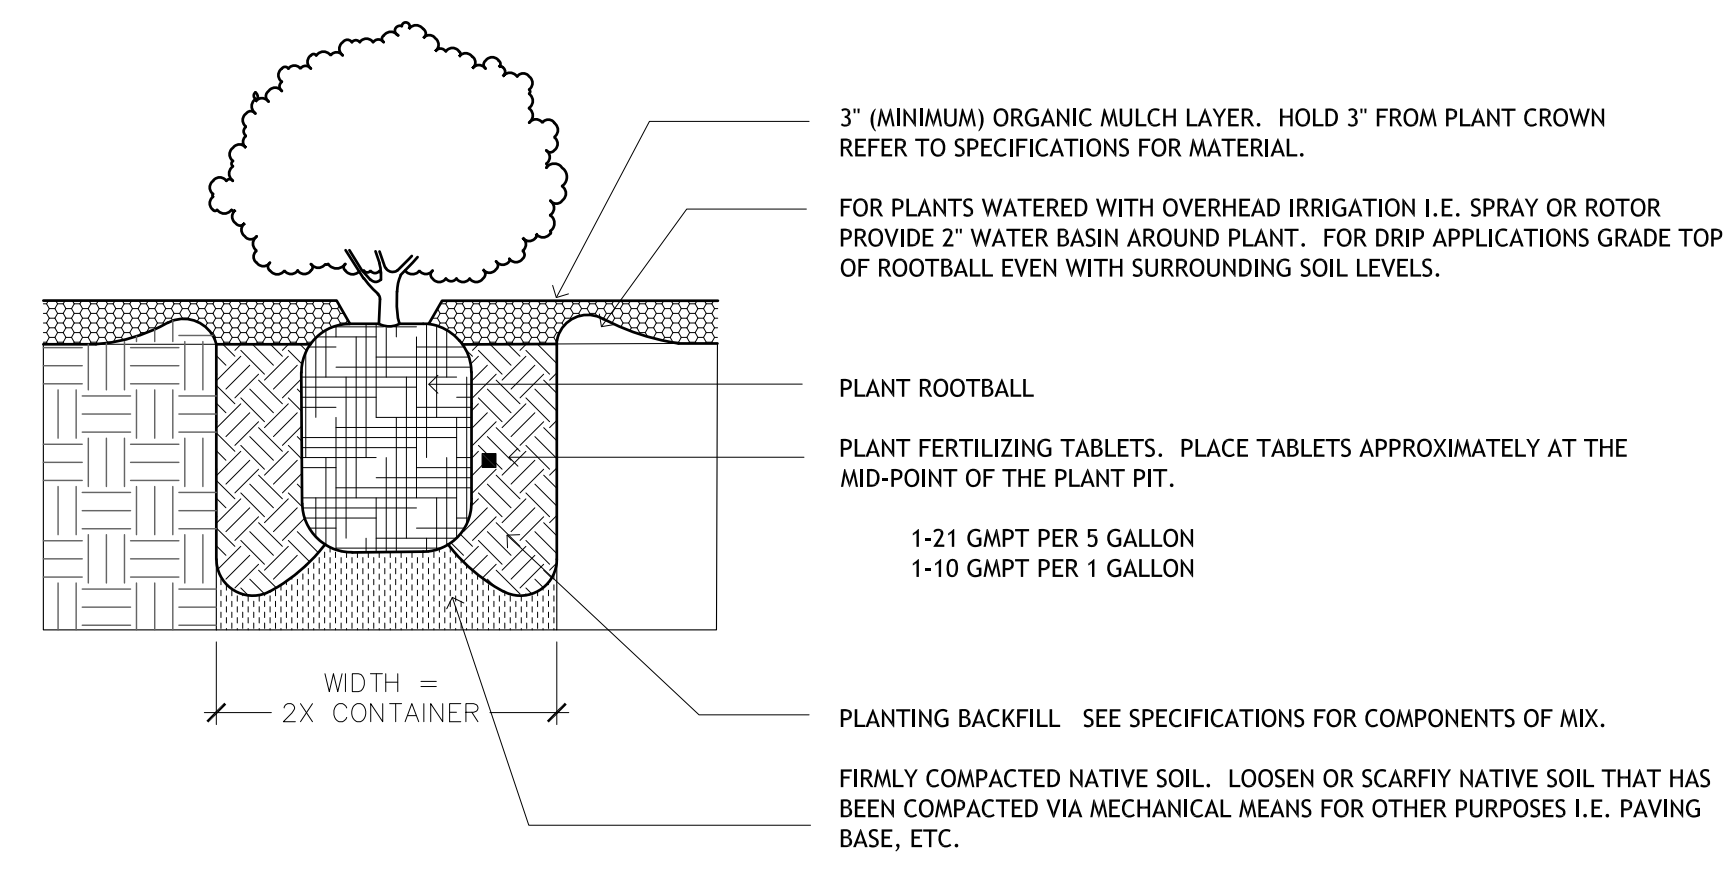 3" (MINIMUM) ORGANIC MULCH LAYER.  HOLD 3" FROM PLANT CROWN
REFER TO SPECIFICATIONS FOR MATERIAL.
FOR PLANTS WATERED WITH OVERHEAD IRRIGATION I.E. SPRAY OR ROTOR
PROVIDE 2" WATER BASIN AROUND PLANT.  FOR DRIP APPLICATIONS GRADE TOP
OF ROOTBALL EVEN WITH SURROUNDING SOIL LEVELS.
PLANT ROOTBALL
PLANT FERTILIZING TABLETS.  PLACE TABLETS APPROXIMATELY AT THE
MID-POINT OF THE PLANT PIT.
1-21 GMPT PER 5 GALLON
1-10 GMPT PER 1 GALLON
WIDTH =
2X CONTAINER
PLANTING BACKFILL   SEE SPECIFICATIONS FOR COMPONENTS OF MIX.
FIRMLY COMPACTED NATIVE SOIL.  LOOSEN OR SCARFIY NATIVE SOIL THAT HAS
BEEN COMPACTED VIA MECHANICAL MEANS FOR OTHER PURPOSES I.E. PAVING
BASE, ETC.